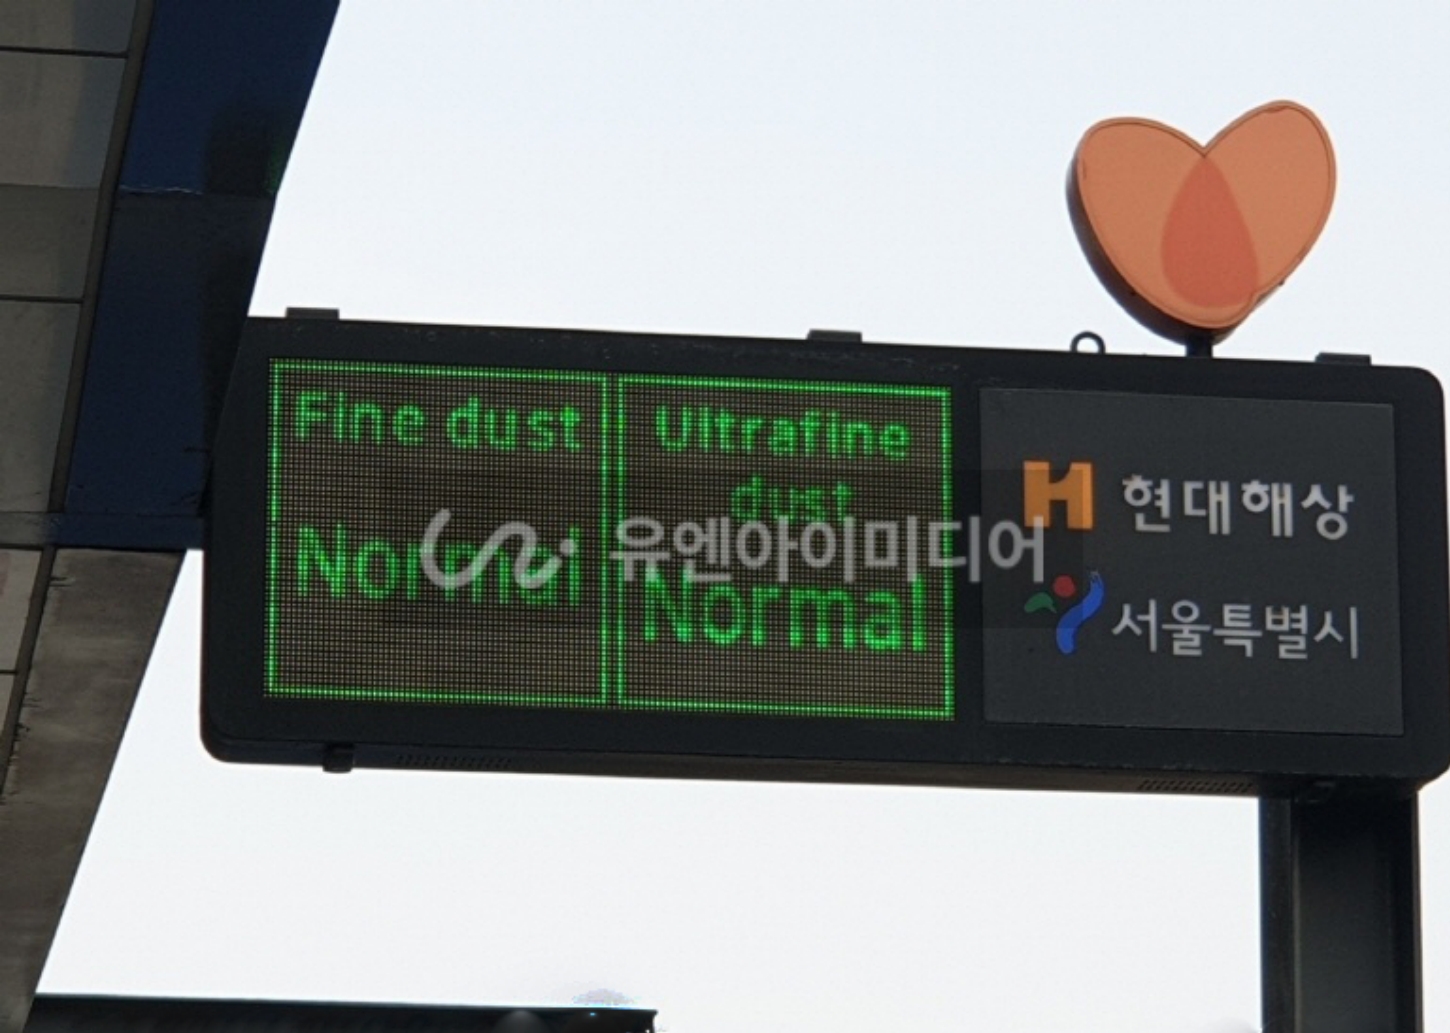 Fine dust
Normal
Ultrafine
dust
Normal
현대해상
서울특별시
유엔아이미디어